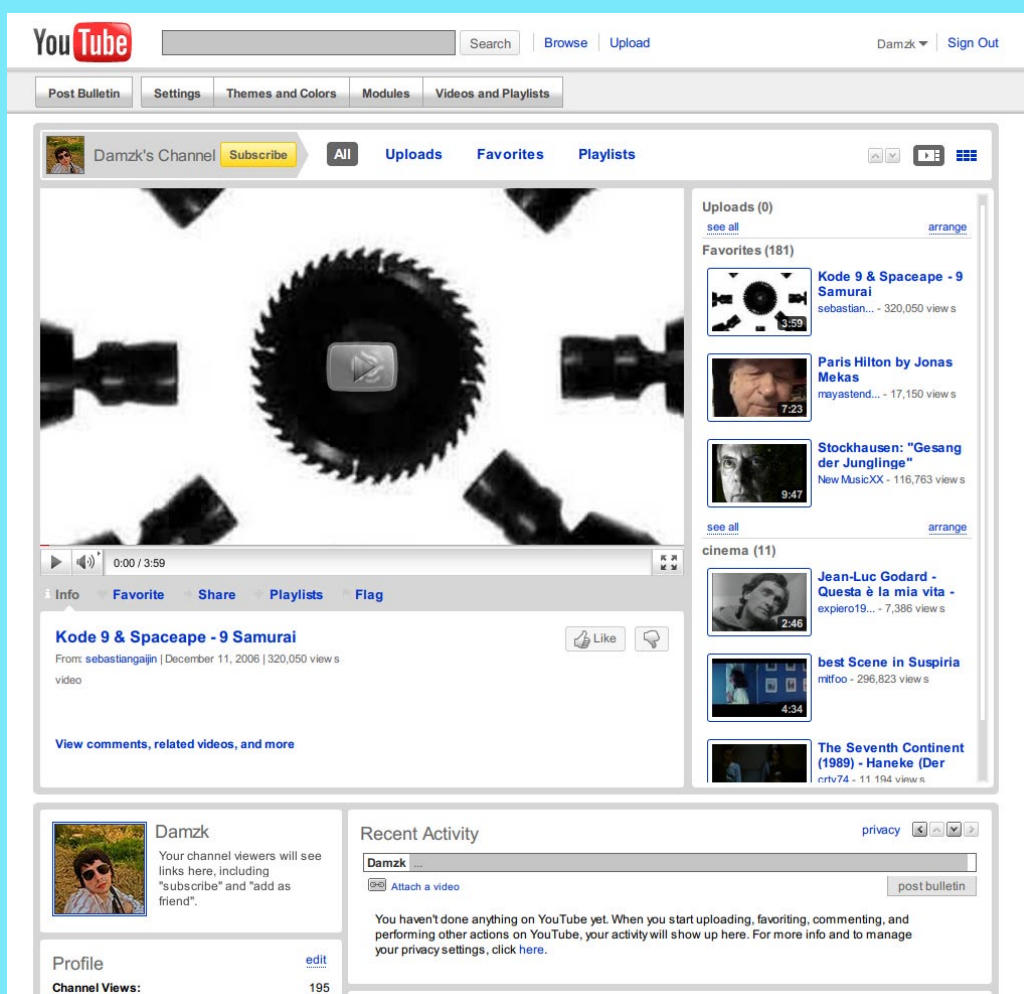 YouTube
Search
Browse
Upload
Damzk
Sign Out
Post Bulletin
Settings
Themes and Colors
Modules
Videos and Playlists
Damzk's Channel
Subscribe
All
Uploads
Favorites
Playlists
0:00 / 3:59
Info
Favorite
Share
Playlists
Flag
Kode 9 & Spaceape - 9 Samurai
From: sebastiangaijin | December 11, 2006 | 320,050 views
video
Like
View comments, related videos, and more
Uploads (0)
see all
arrange
Favorites (181)
Kode 9 & Spaceape - 9
Samurai
sebastian... - 320,050 views
3:59
Paris Hilton by Jonas
Mekas
mayastend... - 17,150 views
7:23
Stockhausen: "Gesang
der Junglinge"
New MusicXX - 116,763 views
9:47
see all
arrange
cinema (11)
Jean-Luc Godard -
Questa è la mia vita -
expiero19... - 7,386 views
2:46
best Scene in Suspiria
mitfoo - 296,823 views
4:34
The Seventh Continent
(1989) - Haneke (Der
crty74 - 11,194 views
Damzk
Your channel viewers will see
links here, including
"subscribe" and "add as
friend".
Profile
edit
Channel Views:
195
Recent Activity
privacy
Damzk ...
Attach a video
post bulletin
You haven't done anything on YouTube yet. When you start uploading, favoriting, commenting, and
performing other actions on YouTube, your activity will show up here. For more info and to manage
your privacy settings, click here.